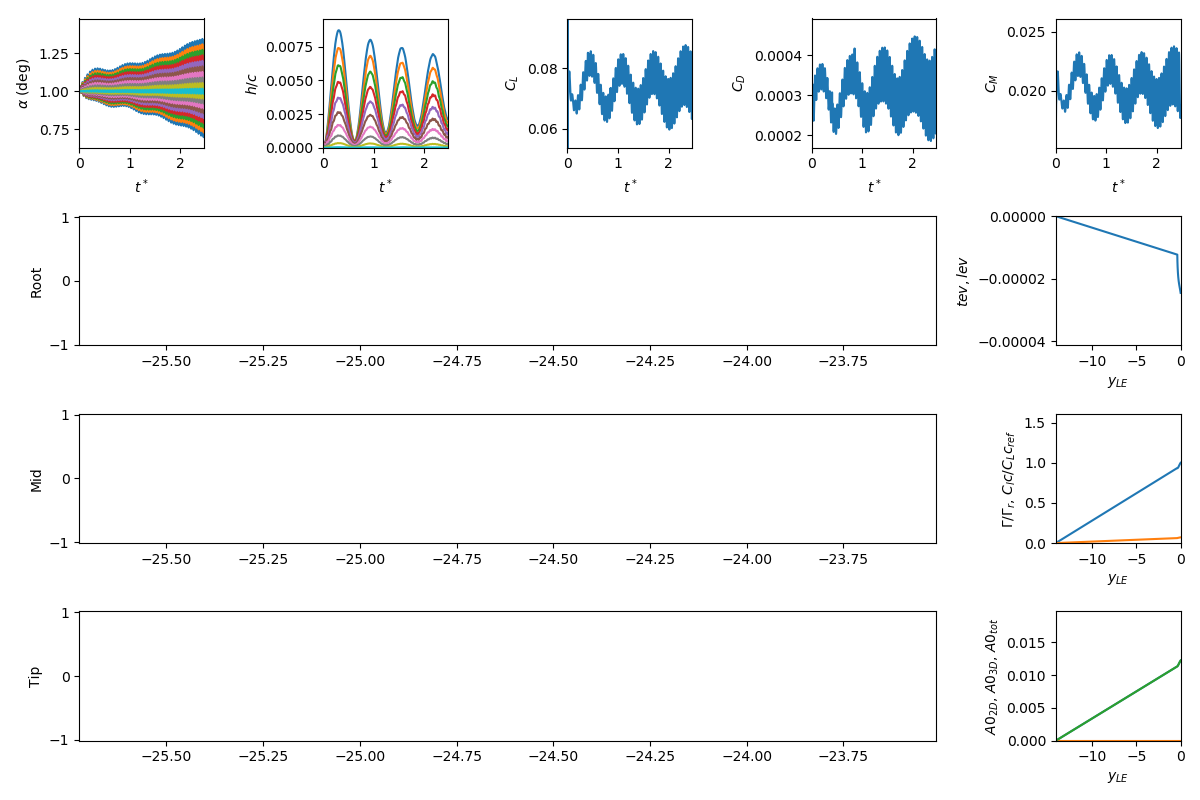 α (deg)
1.25
1.00
0.75
0 1 2
t*
h/c
0.0075
0.0050
0.0025
0.0000
0 1 2
t*
C_L
0.08
0.06
0 1 2
t*
C_D
0.0004
0.0003
0.0002
0 1 2
t*
C_M
0.025
0.020
0 1 2
t*
Root
1
0
−1
−25.50 −25.25 −25.00 −24.75 −24.50 −24.25 −24.00 −23.75
tev, lev
0.00000
−0.00002
−0.00004
−10 −5 0
y_LE
Mid
1
0
−1
−25.50 −25.25 −25.00 −24.75 −24.50 −24.25 −24.00 −23.75
Γ/Γ_r, C_lc/C_Lc_ref
1.5
1.0
0.5
0.0
−10 −5 0
y_LE
Tip
1
0
−1
−25.50 −25.25 −25.00 −24.75 −24.50 −24.25 −24.00 −23.75
A0_2D, A0_3D, A0_tot
0.015
0.010
0.005
0.000
−10 −5 0
y_LE